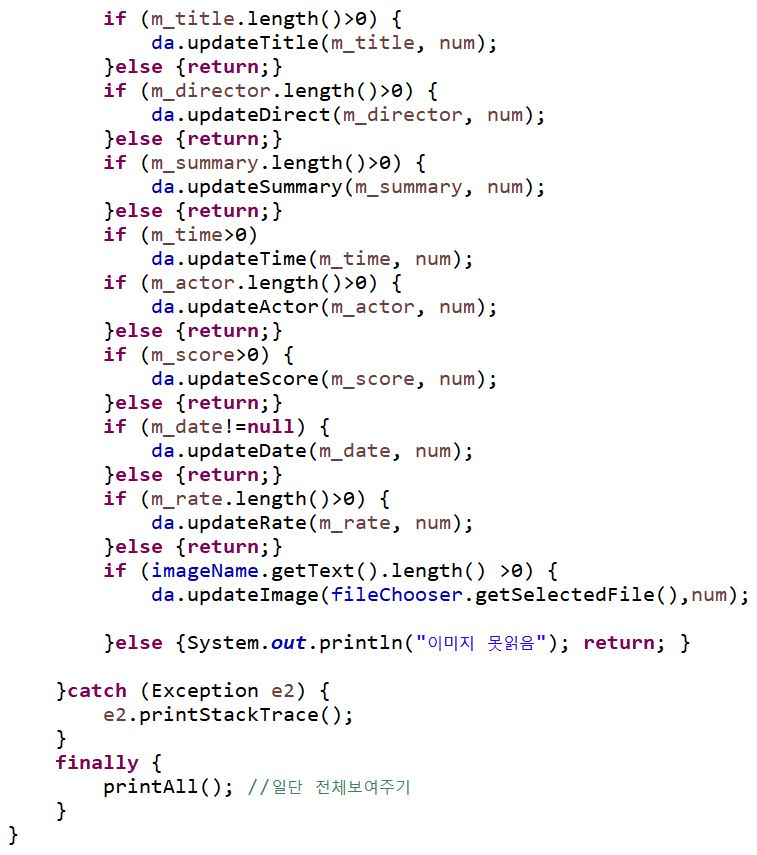 if (m_title.length()>0) {
da.updateTitle(m_title, num);
}else {return;}
if (m_director.length()>0) {
da.updateDirect(m_director, num);
}else {return;}
if (m_summary.length()>0) {
da.updateSummary(m_summary, num);
}else {return;}
if (m_time>0)
da.updateTime(m_time, num);
if (m_actor.length()>0) {
da.updateActor(m_actor, num);
}else {return;}
if (m_score>0) {
da.updateScore(m_score, num);
}else {return;}
if (m_date!=null) {
da.updateDate(m_date, num);
}else {return;}
if (m_rate.length()>0) {
da.updateRate(m_rate, num);
}else {return;}
if (imageName.getText().length() >0) {
da.updateImage(fileChooser.getSelectedFile(),num);
}else {System.out.println("이미지 못읽음"); return; }
}catch (Exception e2) {
e2.printStackTrace();
}
finally {
printAll(); //일단 전체보여주기
}
}